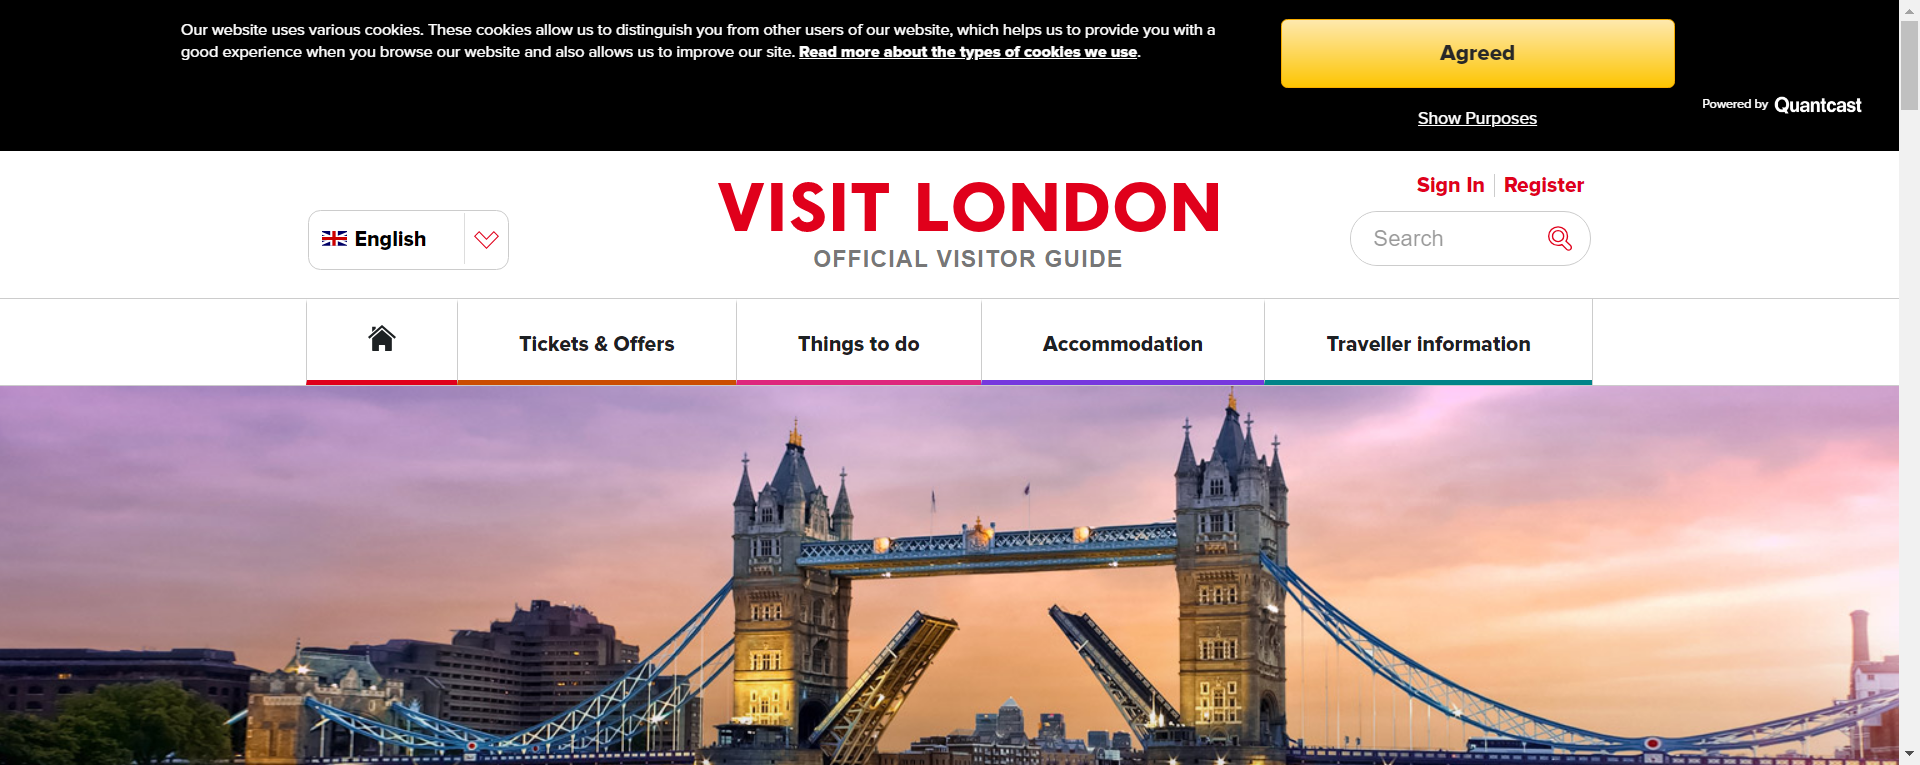 Our website uses various cookies. These cookies allow us to distinguish you from other users of our website, which helps us to provide you with a
good experience when you browse our website and also allows us to improve our site. Read more about the types of cookies we use.
Agreed
Show Purposes
Powered by Quantcast
Sign In
Register
English
VISIT LONDON
OFFICIAL VISITOR GUIDE
Search
Tickets & Offers
Things to do
Accommodation
Traveller information